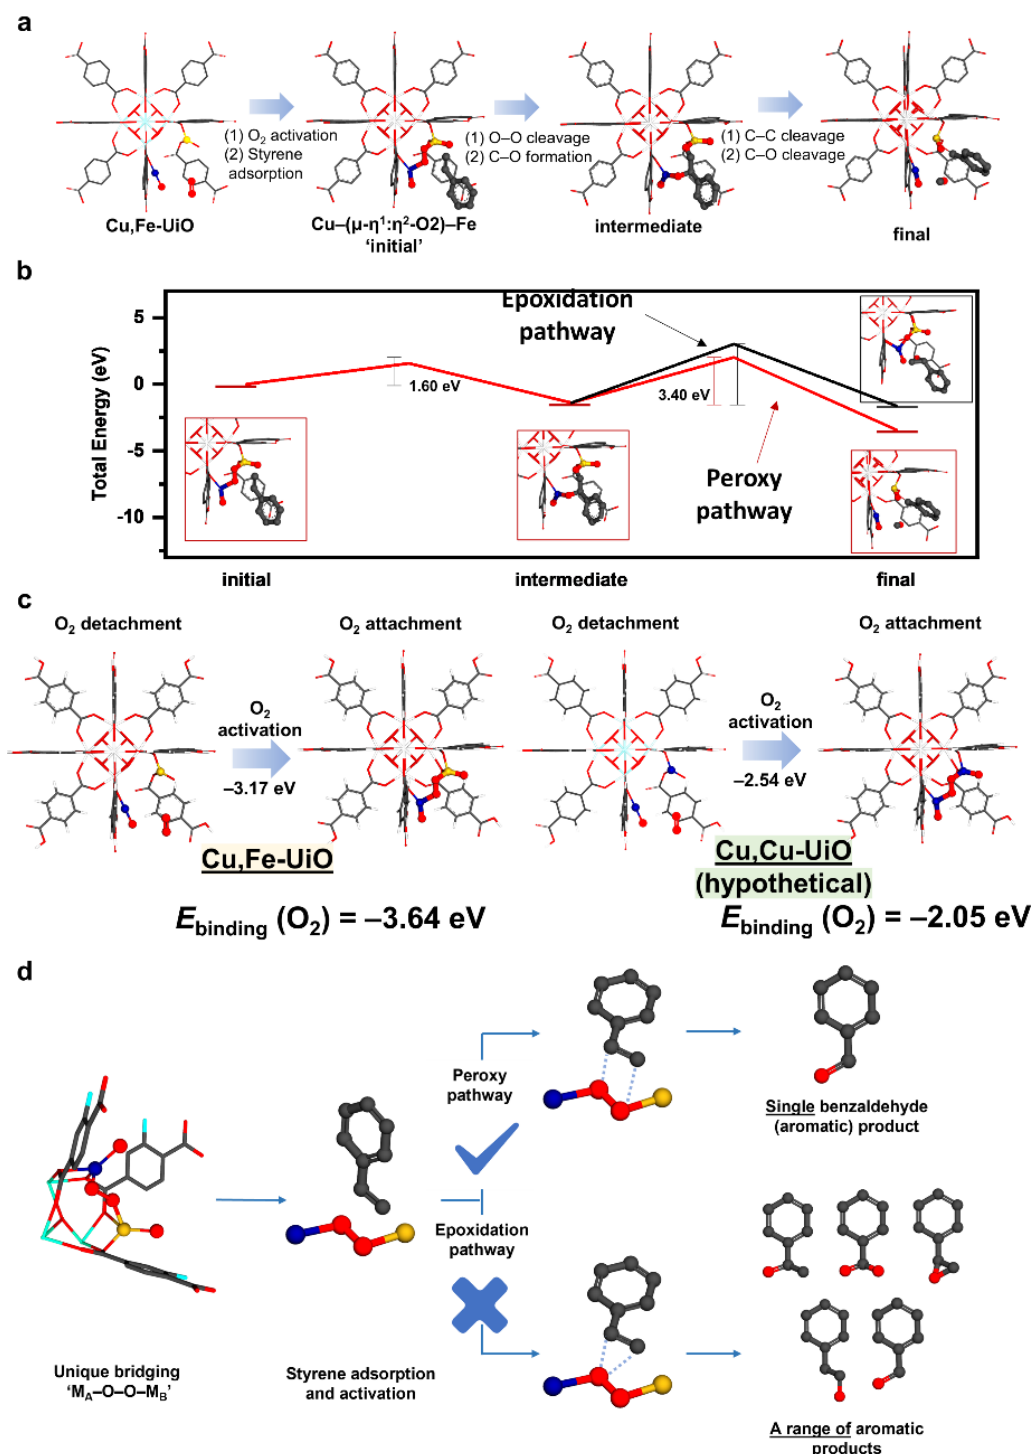 a
(1) O₂ activation
(2) Styrene
adsorption
(1) O–O cleavage
(2) C–O formation
(1) C–C cleavage
(2) C–O cleavage
Cu,Fe-UiO
Cu–(μ-η¹:η²-O2)–Fe
'initial'
intermediate
final
b
Total Energy (eV)
5
0
-5
-10
Epoxidation
pathway
1.60 eV
3.40 eV
Peroxy
pathway
initial
intermediate
final
c
O₂ detachment
O₂ attachment
O₂ detachment
O₂ attachment
O₂
activation
–3.17 eV
O₂
activation
–2.54 eV
Cu,Fe-UiO
Cu,Cu-UiO
(hypothetical)
E binding (O₂) = –3.64 eV
E binding (O₂) = –2.05 eV
d
Peroxy
pathway
Single benzaldehyde
(aromatic) product
Epoxidation
pathway
Unique bridging
'M_A–O–O–M_B'
Styrene adsorption
and activation
A range of aromatic
products